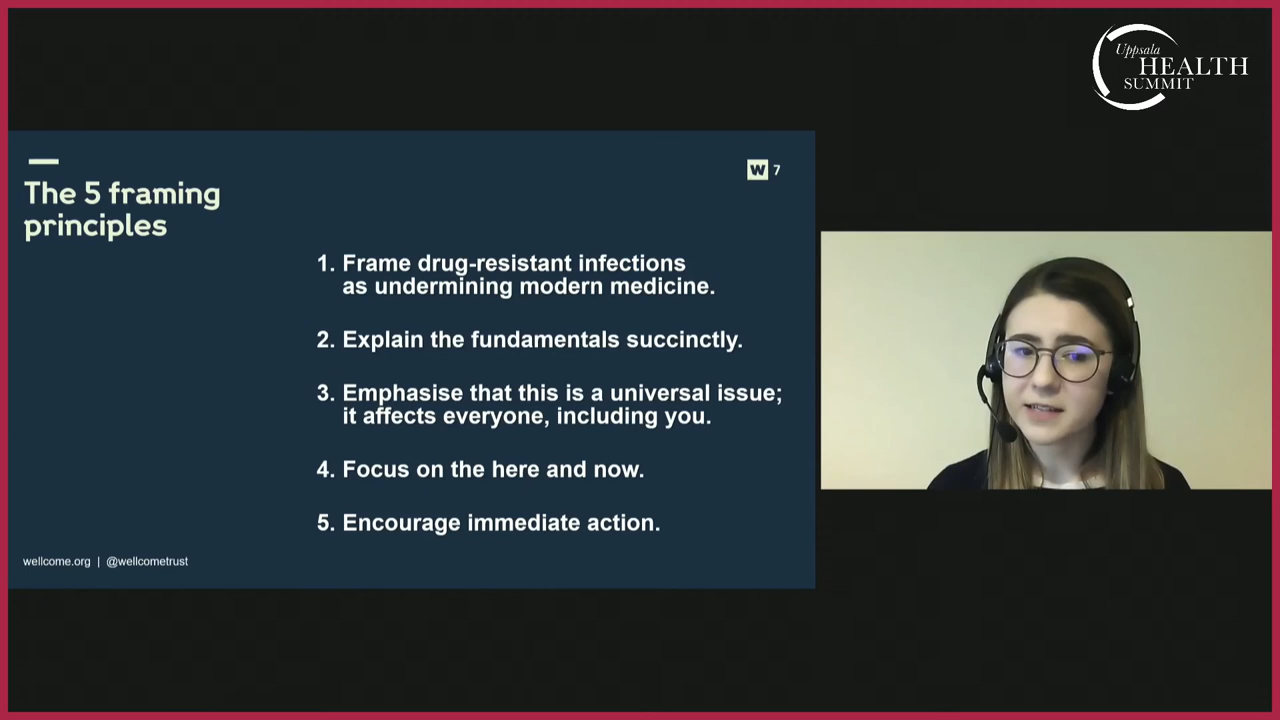 Uppsala
HEALTH
SUMMIT
The 5 framing
principles
W 7
1. Frame drug-resistant infections
as undermining modern medicine.
2. Explain the fundamentals succinctly.
3. Emphasise that this is a universal issue;
it affects everyone, including you.
4. Focus on the here and now.
5. Encourage immediate action.
wellcome.org | @wellcometrust